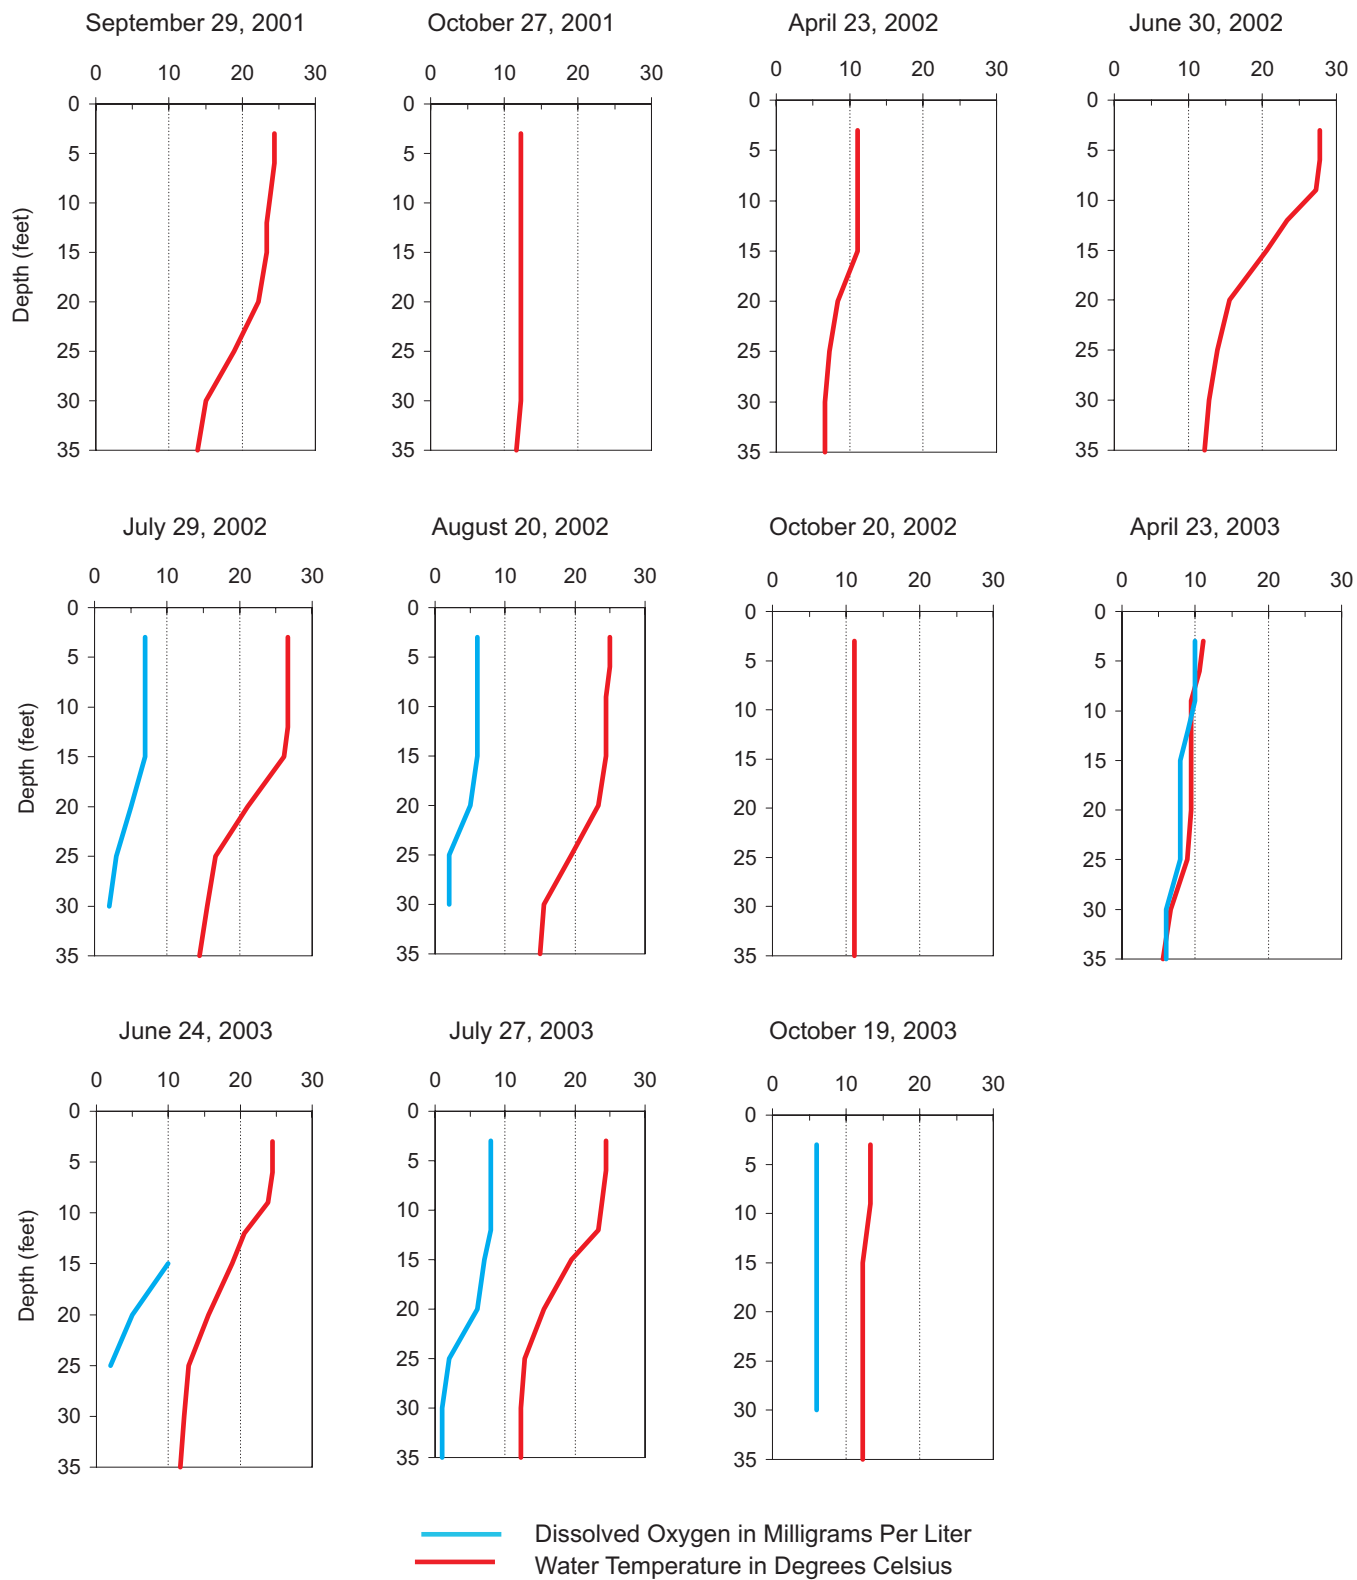 September 29, 2001 October 27, 2001 April 23, 2002 June 30, 2002
0 10 20 30 0 10 20 30 0 10 20 30 0 10 20 30
0 0 0 0
5 5 5 5
10 10 10 10
15 15 15 15
20 20 20 20
25 25 25 25
30 30 30 30
35 35 35 35
Depth (feet)
July 29, 2002 August 20, 2002 October 20, 2002 April 23, 2003
0 10 20 30 0 10 20 30 0 10 20 30 0 10 20 30
0 0 0 0
5 5 5 5
10 10 10 10
15 15 15 15
20 20 20 20
25 25 25 25
30 30 30 30
35 35 35 35
Depth (feet)
June 24, 2003 July 27, 2003 October 19, 2003
0 10 20 30 0 10 20 30 0 10 20 30
0 0 0
5 5 5
10 10 10
15 15 15
20 20 20
25 25 25
30 30 30
35 35 35
Depth (feet)
Dissolved Oxygen in Milligrams Per Liter
Water Temperature in Degrees Celsius